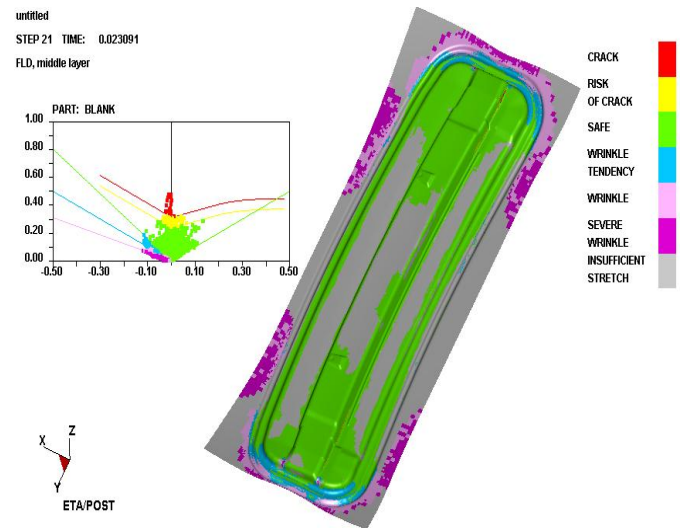 untitled
STEP 21 TIME: 0.023091
FLD, middle layer
PART: BLANK
1.00
0.80
0.60
0.40
0.20
0.00
-0.50 -0.30 -0.10 0.10 0.30 0.50
CRACK
RISK
OF CRACK
SAFE
WRINKLE
TENDENCY
WRINKLE
SEVERE
WRINKLE
INSUFFICIENT
STRETCH
Z
X
Y
ETA/POST